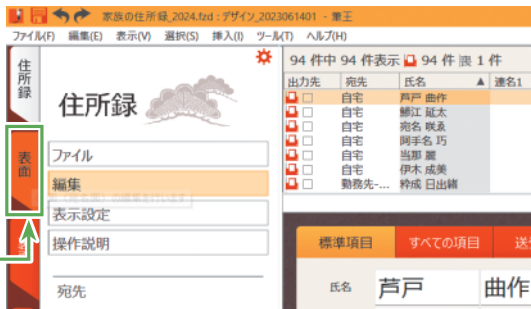 家族の住所録_2024.fzd : デザイン_2023061401 - 筆王
ファイル(F) 編集(E) 表示(V) 選択(S) 挿入(I) ツール(T) ヘルプ(H)
住所録
表面
住所録
ファイル
編集
表示設定
操作説明
宛先
94 件中 94 件表示 94 件 喪 1 件
出力先 宛先 氏名 ▲ 連名1
自宅 芦戸 曲作
自宅 鯵江 延太
自宅 宛名 咲ゑ
自宅 阿手名 巧
自宅 当那 麗
自宅 伊木 成美
勤務先-... 粋成 日出緒
標準項目 すべての項目 送
氏名 芦戸 曲作